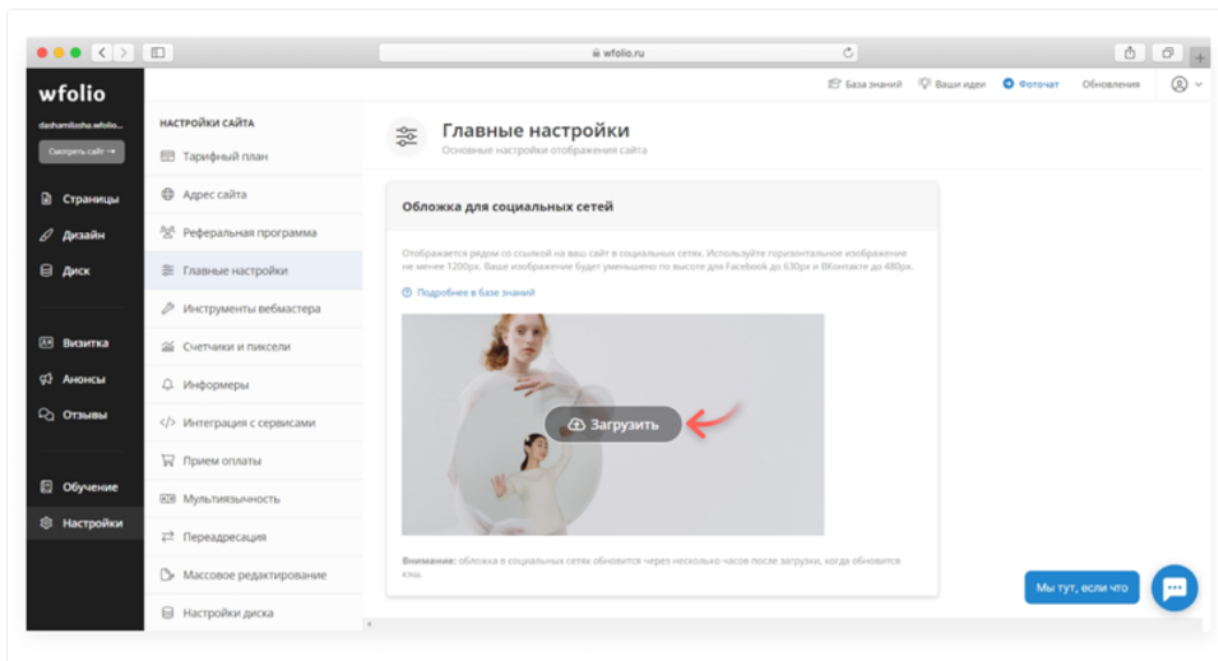 wfolio.ru
wfolio
dashamilasha.wfolio...
Смотреть сайт →
Страницы
Дизайн
Диск
Визитка
Анонсы
Отзывы
Обучение
Настройки
База знаний
Ваши идеи
Фоточат
Обновления
НАСТРОЙКИ САЙТА
Тарифный план
Адрес сайта
Реферальная программа
Главные настройки
Инструменты вебмастера
Счетчики и пиксели
Информеры
Интеграция с сервисами
Прием оплаты
Мультиязычность
Переадресация
Массовое редактирование
Настройки диска
Главные настройки
Основные настройки отображения сайта
Обложка для социальных сетей
Отображается рядом со ссылкой на ваш сайт в социальных сетях. Используйте горизонтальное изображение
не менее 1200px. Ваше изображение будет уменьшено по высоте для Facebook до 630px и ВКонтакте до 480px.
Подробнее в базе знаний
Загрузить
Внимание: обложка в социальных сетях обновится через несколько часов после загрузки, когда обновится
кэш.
Мы тут, если что